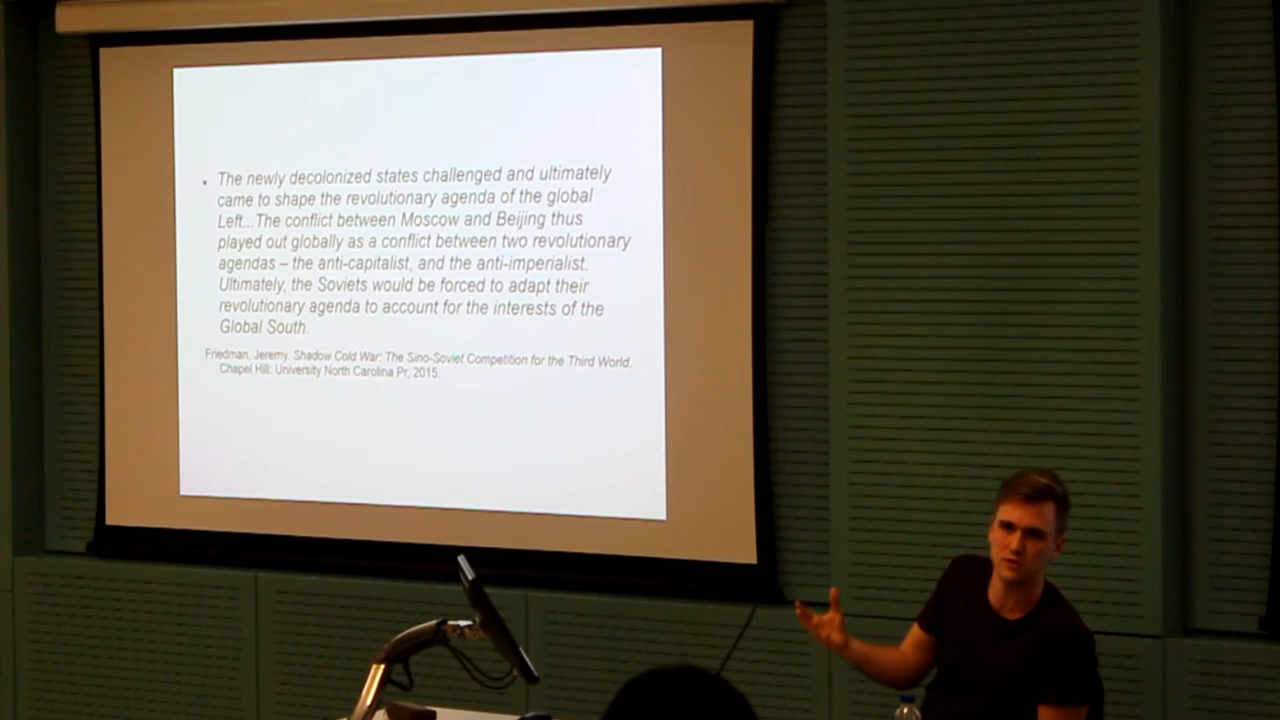 • The newly decolonized states challenged and ultimately
came to shape the revolutionary agenda of the global
Left...The conflict between Moscow and Beijing thus
played out globally as a conflict between two revolutionary
agendas – the anti-capitalist, and the anti-imperialist.
Ultimately, the Soviets would be forced to adapt their
revolutionary agenda to account for the interests of the
Global South.
Friedman, Jeremy. Shadow Cold War: The Sino-Soviet Competition for the Third World.
Chapel Hill: University North Carolina Pr, 2015.